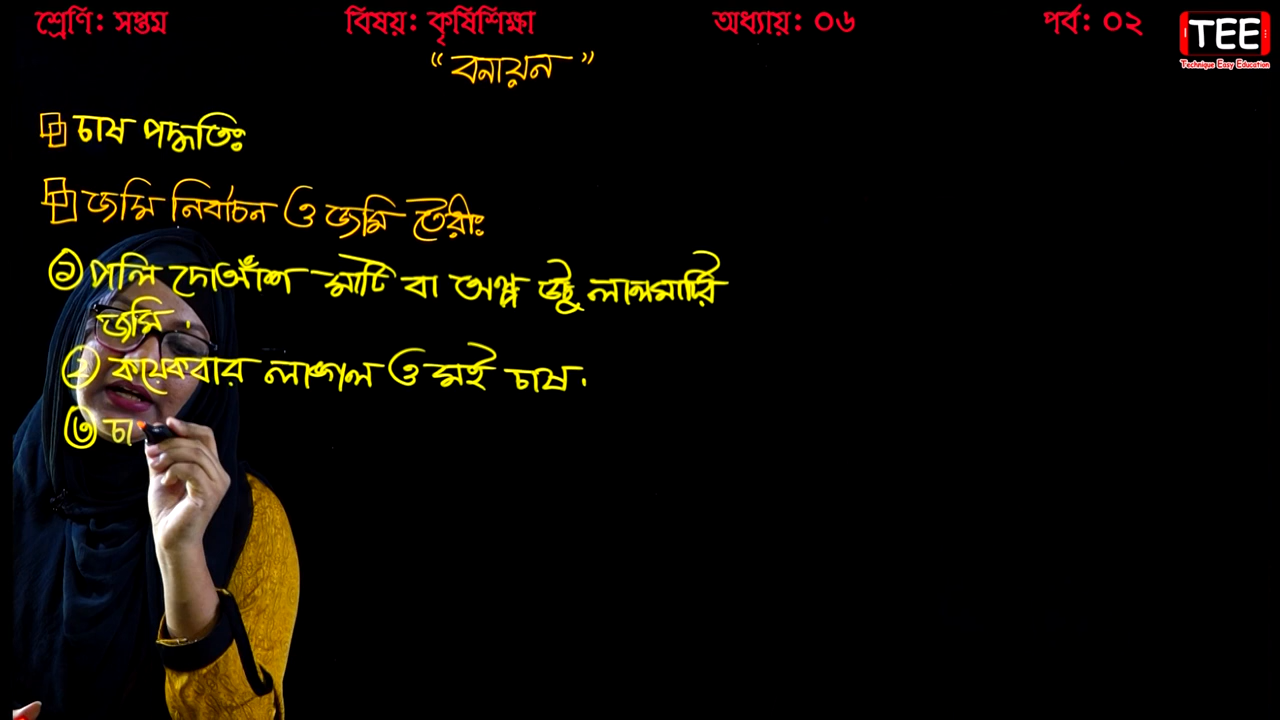 শ্রেণি: সপ্তম বিষয়: কৃষিশিক্ষা অধ্যায়: ০৬ পর্ব: ০২
TEE
Technique Easy Education
“বনায়ন”
চাষ পদ্ধতিঃ
জমি নির্বাচন ও জমি তৈরীঃ
১ পলি দোআঁশ মাটি বা অল্প উঁচু লালমাটির
জমি।
২ কয়েকবার লাঙ্গল ও মই চাষ।
৩ চা